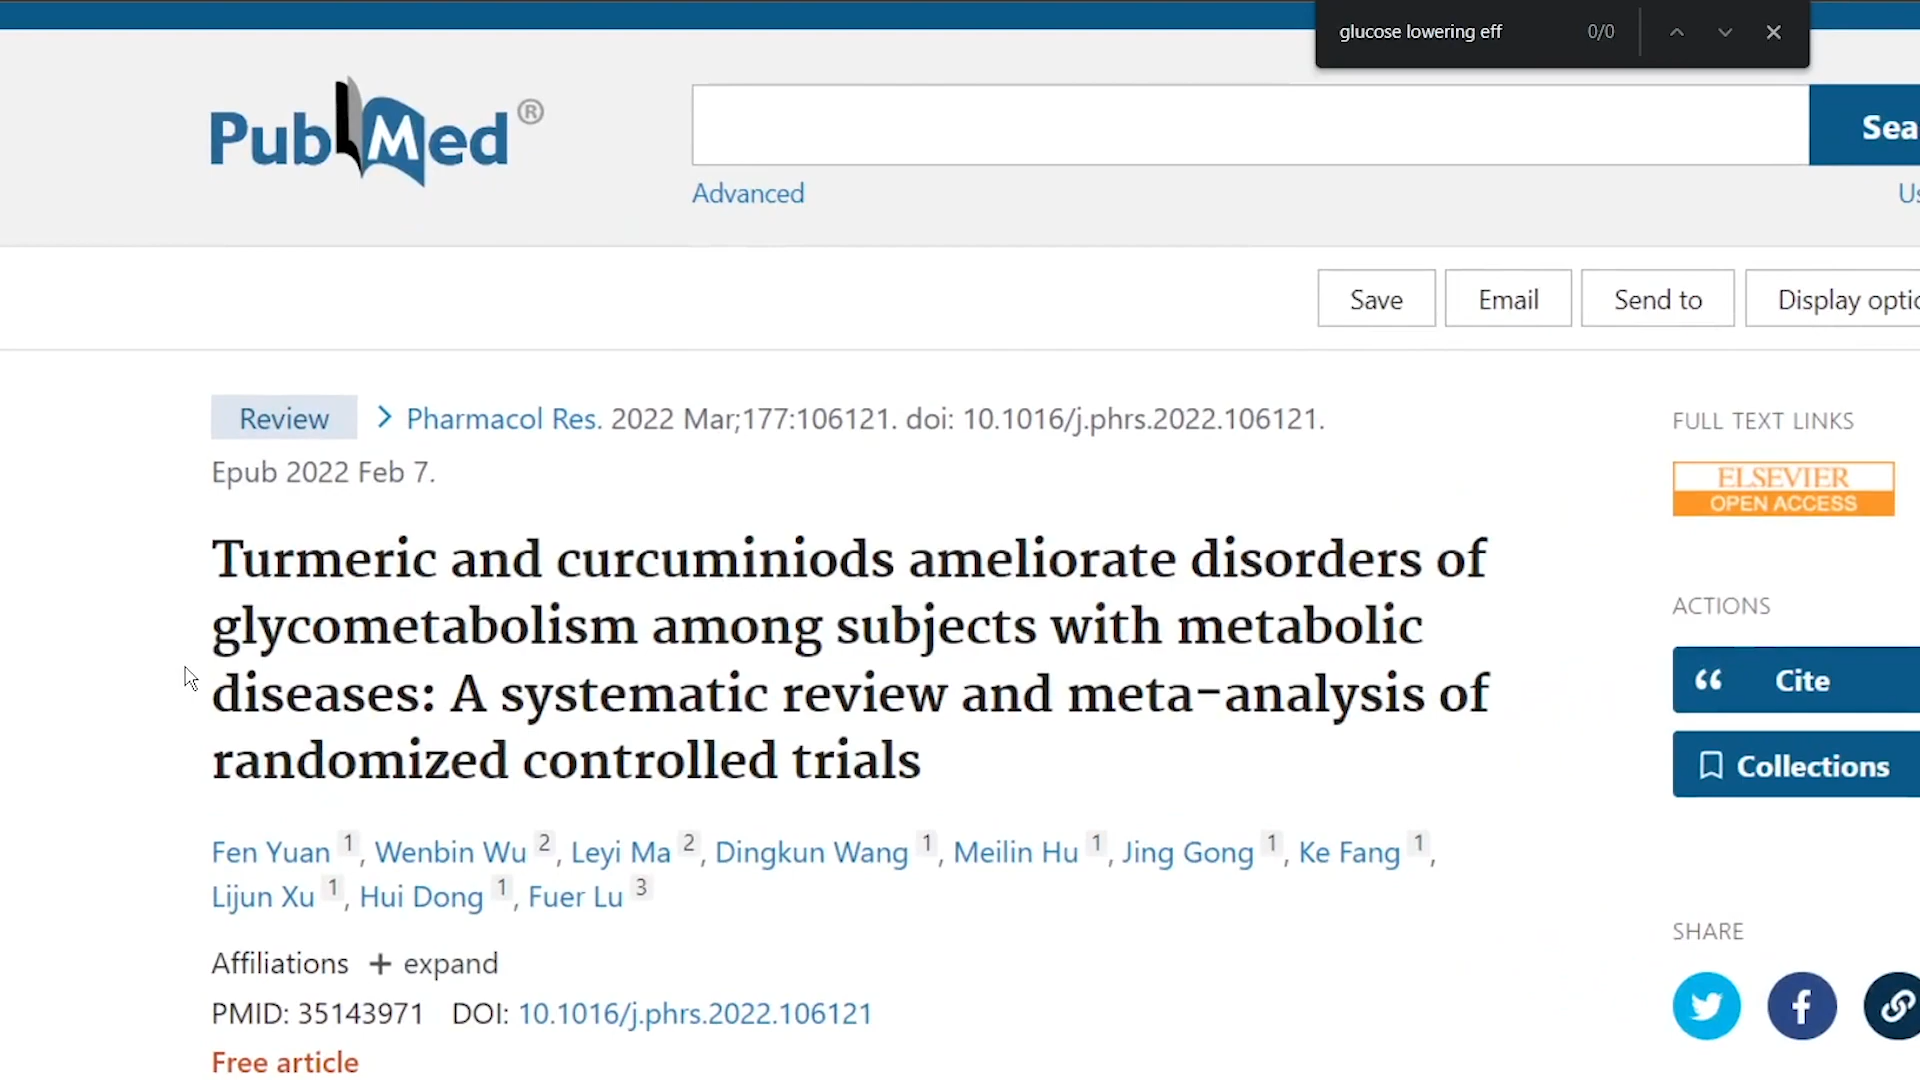 glucose lowering eff 0/0
PubMed®
Sea
Advanced
Us
Save Email Send to Display optio
Review Pharmacol Res. 2022 Mar;177:106121. doi: 10.1016/j.phrs.2022.106121.
Epub 2022 Feb 7.
Turmeric and curcuminiods ameliorate disorders of
glycometabolism among subjects with metabolic
diseases: A systematic review and meta-analysis of
randomized controlled trials
Fen Yuan 1, Wenbin Wu 2, Leyi Ma 2, Dingkun Wang 1, Meilin Hu 1, Jing Gong 1, Ke Fang 1,
Lijun Xu 1, Hui Dong 1, Fuer Lu 3
Affiliations + expand
PMID: 35143971 DOI: 10.1016/j.phrs.2022.106121
Free article
FULL TEXT LINKS
ELSEVIER
OPEN ACCESS
ACTIONS
Cite
Collections
SHARE